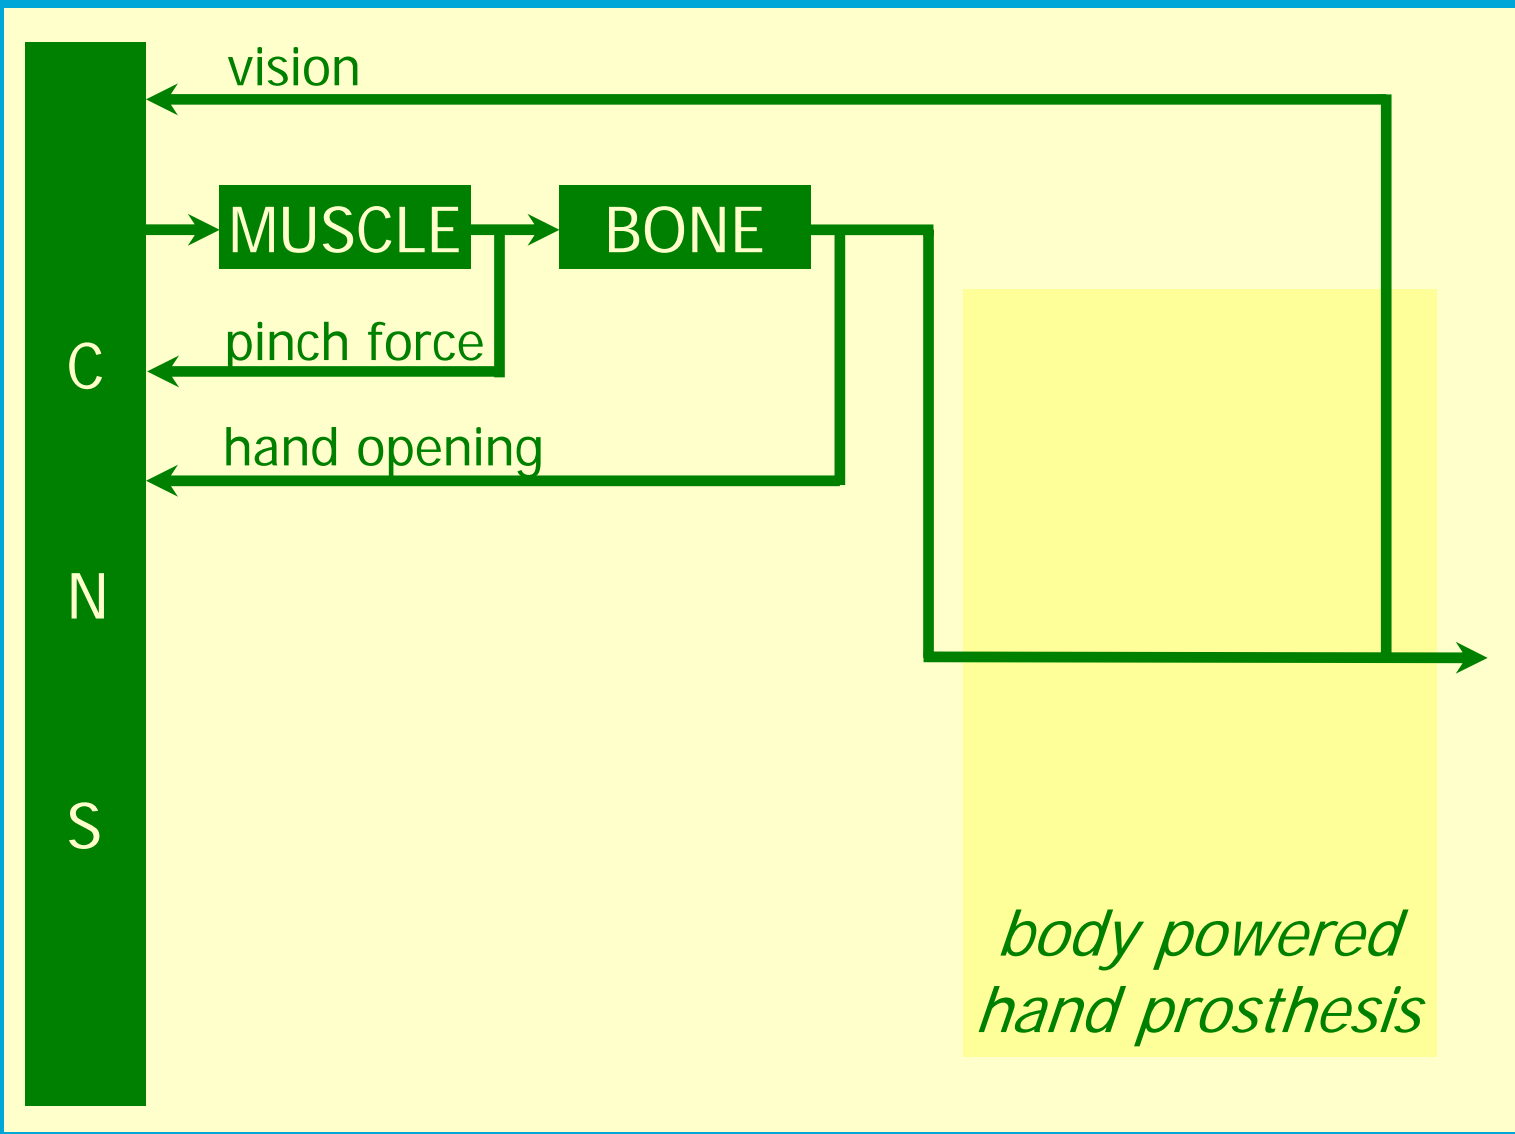 vision
MUSCLE
BONE
pinch force
hand opening
C
N
S
body powered
hand prosthesis